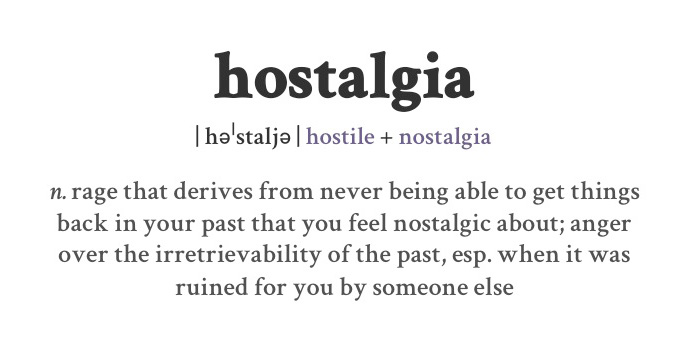 hostalgia
| həˈstaljə | hostile + nostalgia
n. rage that derives from never being able to get things
back in your past that you feel nostalgic about; anger
over the irretrievability of the past, esp. when it was
ruined for you by someone else